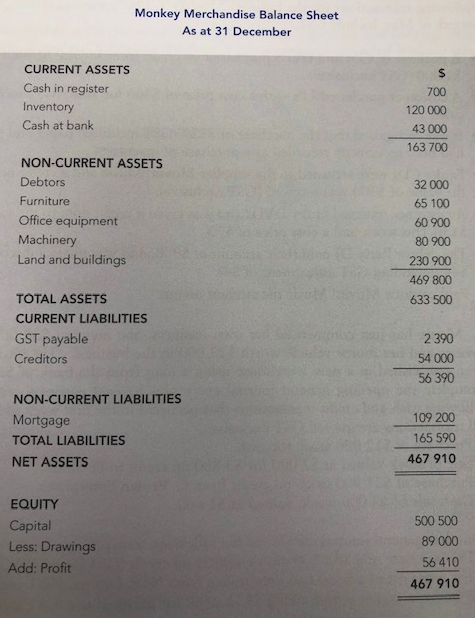 Monkey Merchandise Balance Sheet
As at 31 December
CURRENT ASSETS $
Cash in register 700
Inventory 120 000
Cash at bank 43 000
163 700
NON-CURRENT ASSETS
Debtors 32 000
Furniture 65 100
Office equipment 60 900
Machinery 80 900
Land and buildings 230 900
469 800
TOTAL ASSETS 633 500
CURRENT LIABILITIES
GST payable 2 390
Creditors 54 000
56 390
NON-CURRENT LIABILITIES
Mortgage 109 200
TOTAL LIABILITIES 165 590
NET ASSETS 467 910
EQUITY
Capital 500 500
Less: Drawings 89 000
Add: Profit 56 410
467 910